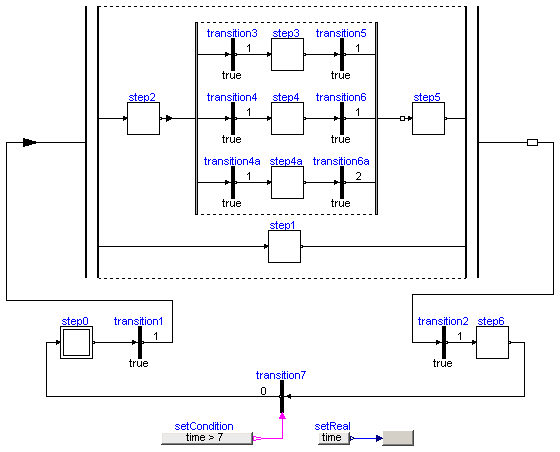 transition3 step3 transition5
1 1
true true
step2 step5
transition4 step4 transition6
1 1
true true
transition4a step4a transition6a
1 2
true true
step1
step0 transition1 transition2 step6
1 1
true true
transition7
0
setCondition setReal
time > 7 time